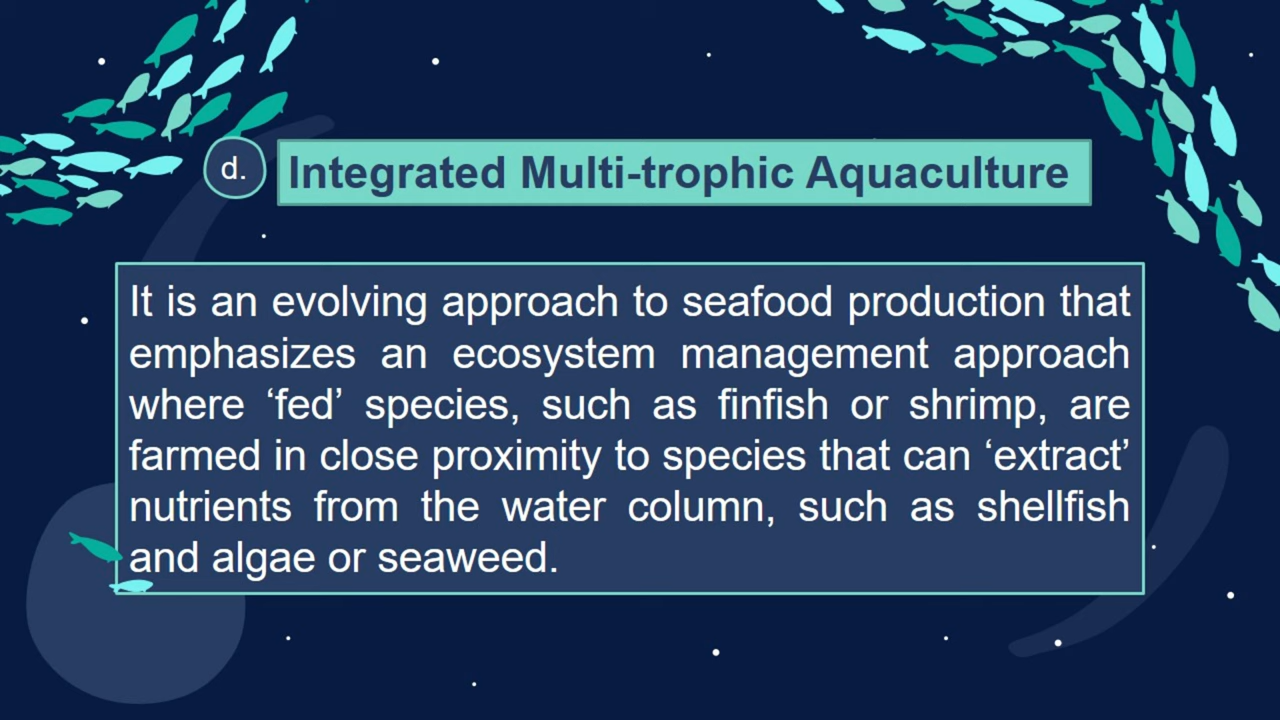 d.
Integrated Multi-trophic Aquaculture
It is an evolving approach to seafood production that
emphasizes an ecosystem management approach
where ‘fed’ species, such as finfish or shrimp, are
farmed in close proximity to species that can ‘extract’
nutrients from the water column, such as shellfish
and algae or seaweed.